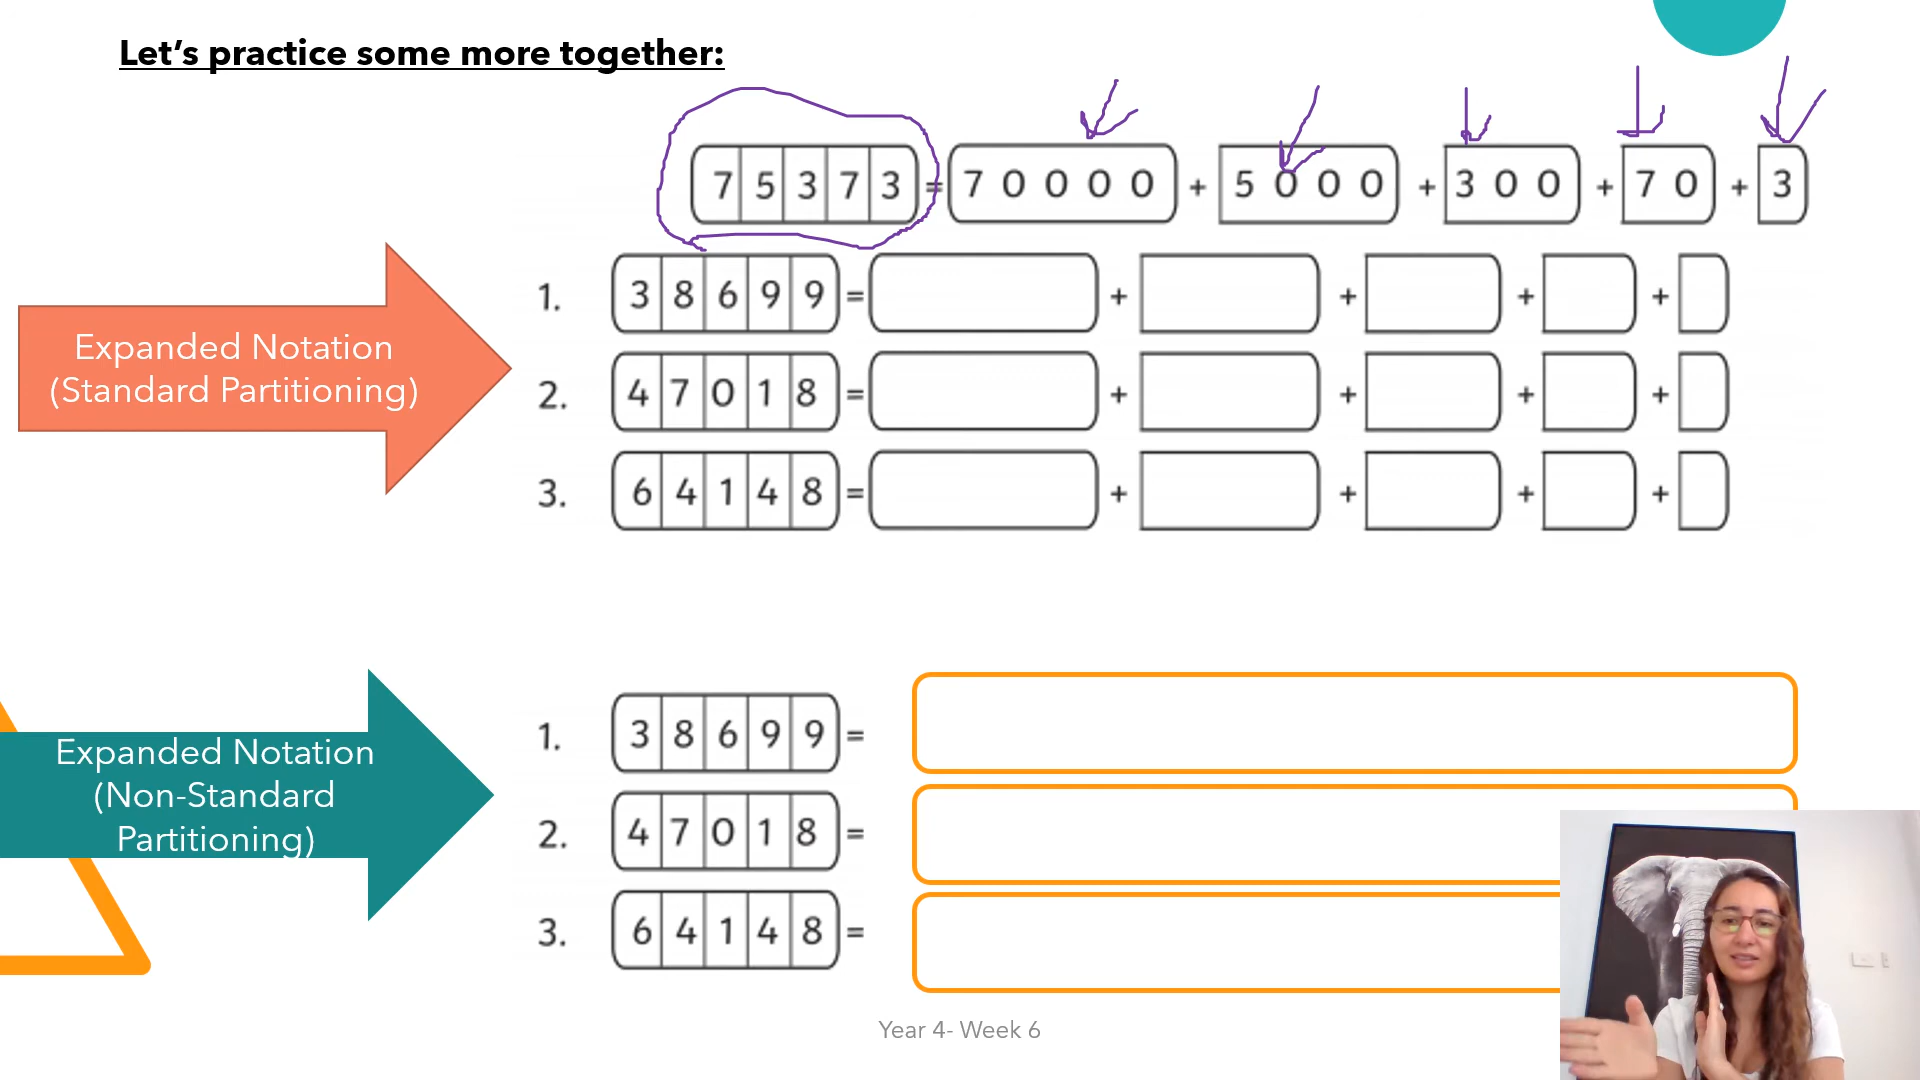 Let's practice some more together:
7 5 3 7 3 = 7 0 0 0 0 + 5 0 0 0 + 3 0 0 + 7 0 + 3
1. 3 8 6 9 9 = + + + +
2. 4 7 0 1 8 = + + + +
3. 6 4 1 4 8 = + + + +
Expanded Notation
(Standard Partitioning)
1. 3 8 6 9 9 =
2. 4 7 0 1 8 =
3. 6 4 1 4 8 =
Expanded Notation
(Non-Standard
Partitioning)
Year 4- Week 6